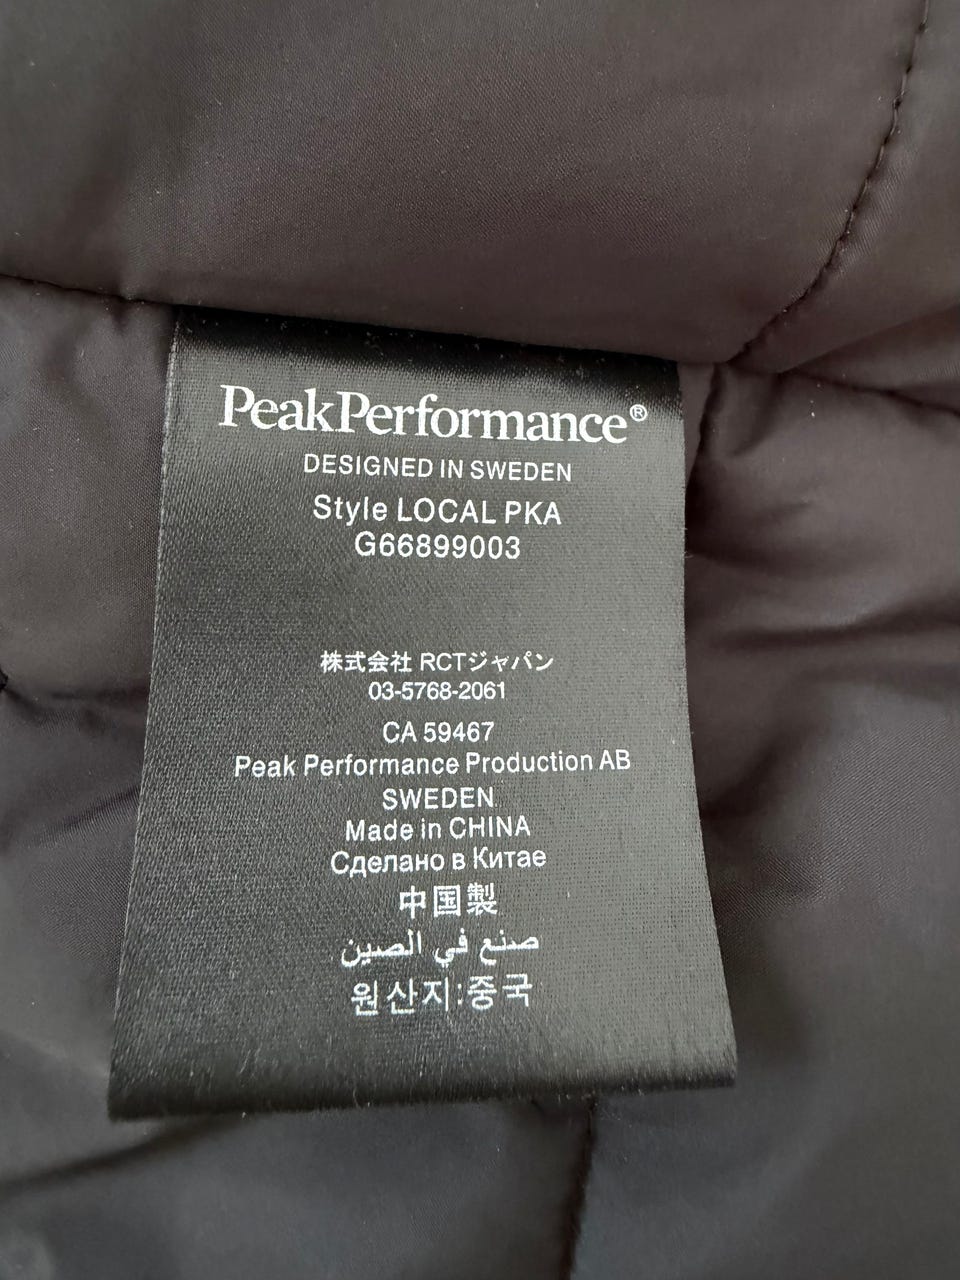 PeakPerformance®
DESIGNED IN SWEDEN
Style LOCAL PKA
G66899003
株式会社 RCTジャパン
03-5768-2061
CA 59467
Peak Performance Production AB
SWEDEN
Made in CHINA
Сделано в Китае
中国製
صنع في الصين
원산지:중국